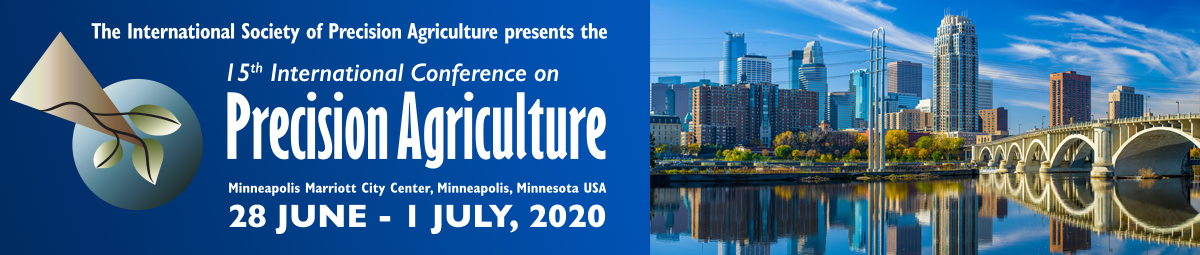 The International Society of Precision Agriculture presents the
15th International Conference on
Precision Agriculture
Minneapolis Marriott City Center, Minneapolis, Minnesota USA
28 JUNE - 1 JULY, 2020